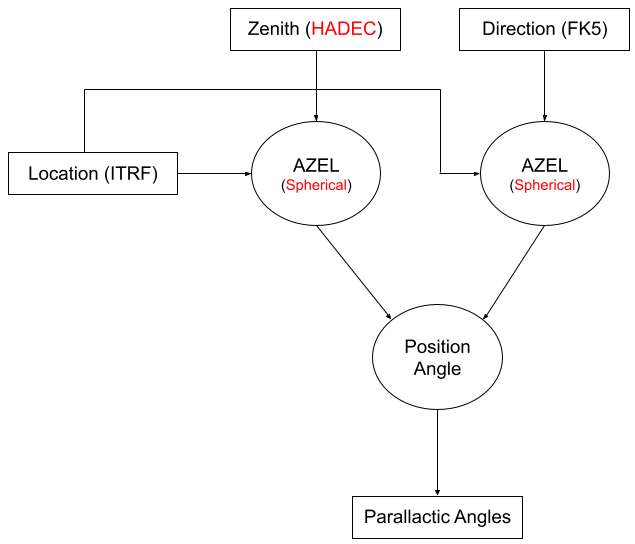 Zenith (HADEC)
Direction (FK5)
Location (ITRF)
AZEL
(Spherical)
AZEL
(Spherical)
Position
Angle
Parallactic Angles